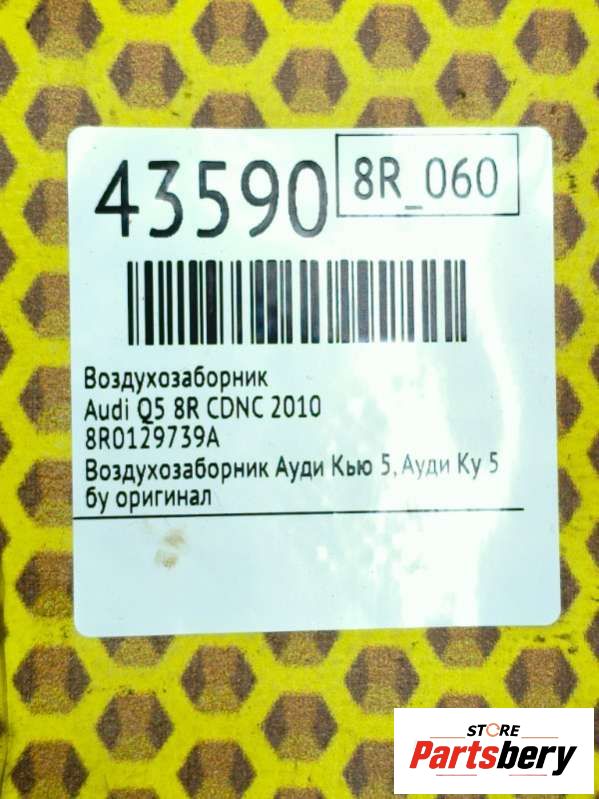 43590
8R_060
Воздухозаборник
Audi Q5 8R CDNC 2010
8R0129739A
Воздухозаборник Ауди Кью 5, Ауди Ку 5
бу оригинал
STORE
Partsbery